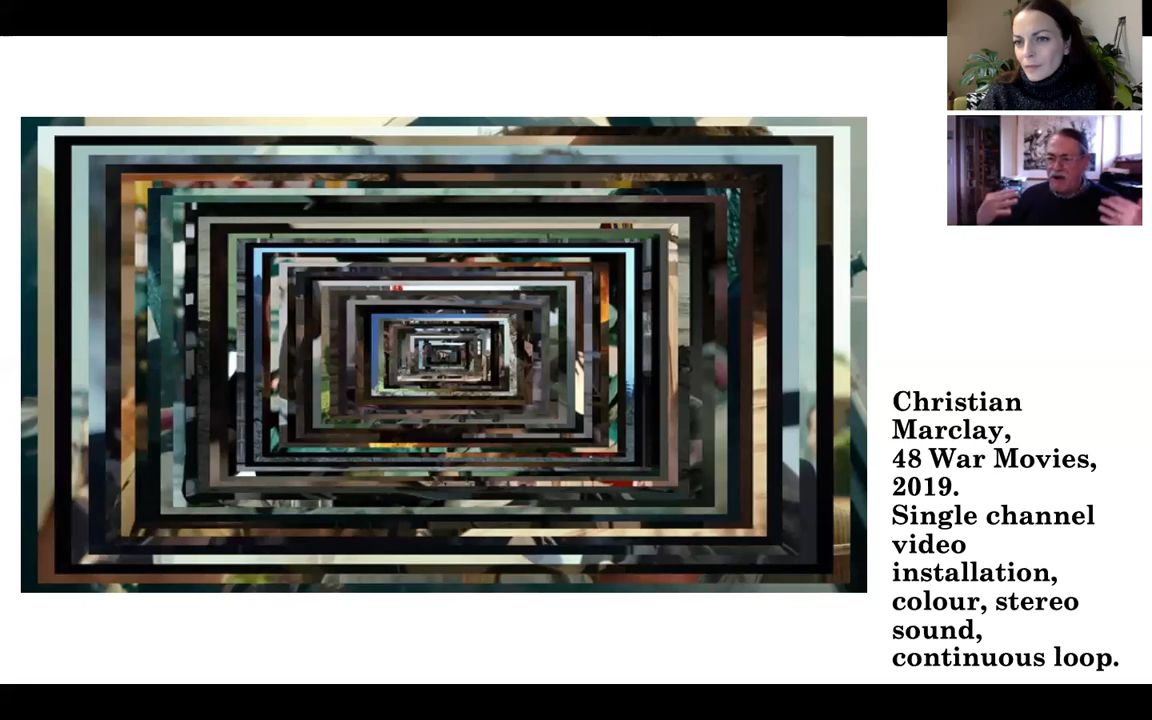 Christian
Marclay,
48 War Movies,
2019.
Single channel
video
installation,
colour, stereo
sound,
continuous loop.